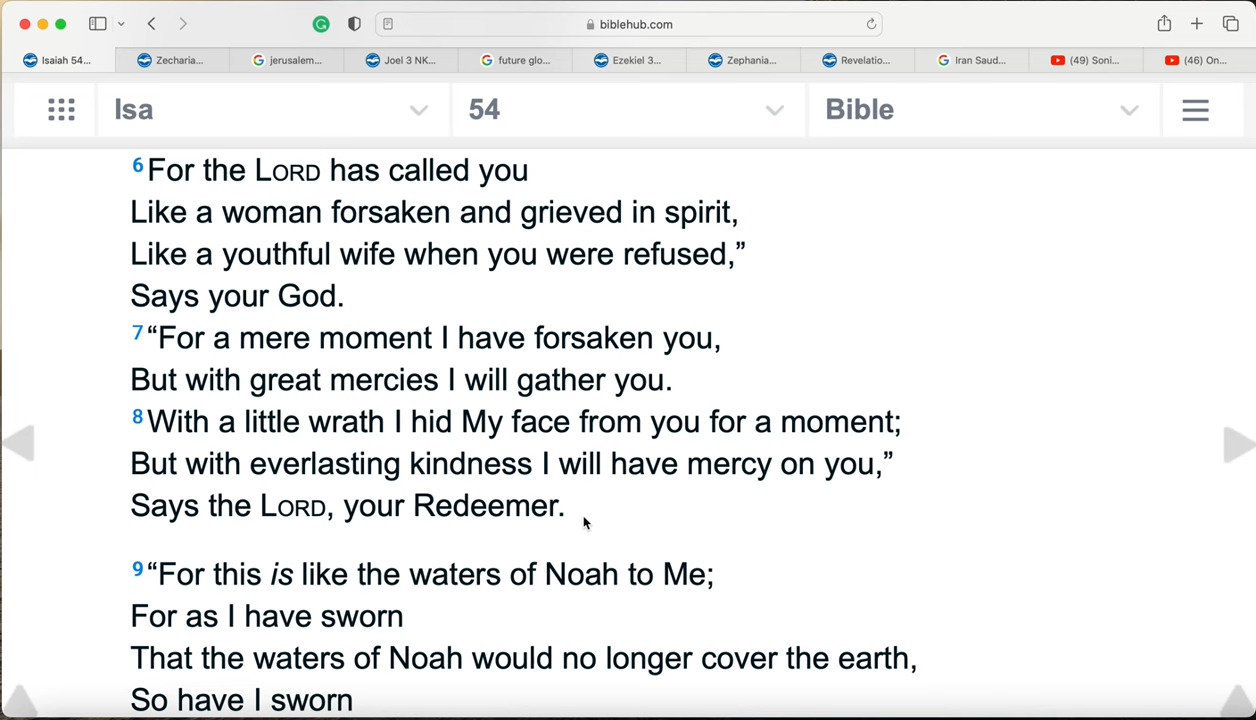 biblehub.com
Isaiah 54... Zecharia... jerusalem... Joel 3 NK... future glo... Ezekiel 3... Zephania... Revelatio... Iran Saud... (49) Soni... (46) On...
Isa 54 Bible
6 For the LORD has called you
Like a woman forsaken and grieved in spirit,
Like a youthful wife when you were refused,”
Says your God.
7 “For a mere moment I have forsaken you,
But with great mercies I will gather you.
8 With a little wrath I hid My face from you for a moment;
But with everlasting kindness I will have mercy on you,”
Says the LORD, your Redeemer.
9 “For this is like the waters of Noah to Me;
For as I have sworn
That the waters of Noah would no longer cover the earth,
So have I sworn